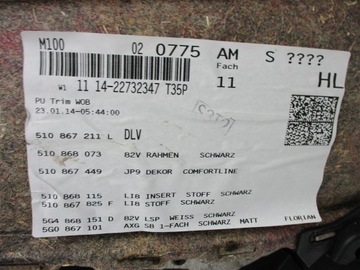 M100 02 0775 AM S ????
Fach
W1 11 14-22732347 T35P 11 HL
PU Trim WOB
23.01.14-05:44:00
510 867 211 L DLV
510 868 073 82V RAHMEN SCHWARZ
510 867 449 JP9 DEKOR COMFORTLINE
510 868 115 LI8 INSERT STOFF SCHWARZ
510 867 825 F LI8 STOFF SCHWARZ
5G4 868 151 D 82V LSP WEISS SCHWARZ
5G0 867 101 AXG SB 1-FACH SCHWARZ MATT FLORIAN